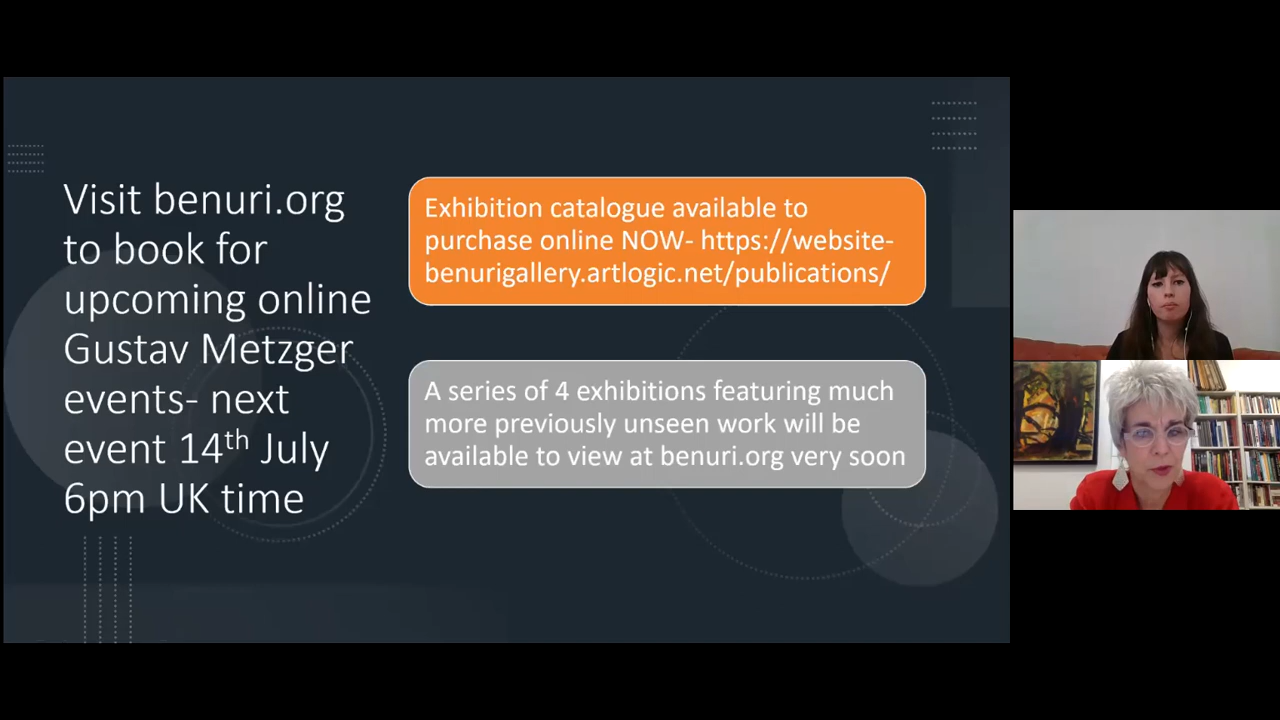 Visit benuri.org
to book for
upcoming online
Gustav Metzger
events- next
event 14th July
6pm UK time
Exhibition catalogue available to
purchase online NOW- https://website-
benurigallery.artlogic.net/publications/
A series of 4 exhibitions featuring much
more previously unseen work will be
available to view at benuri.org very soon